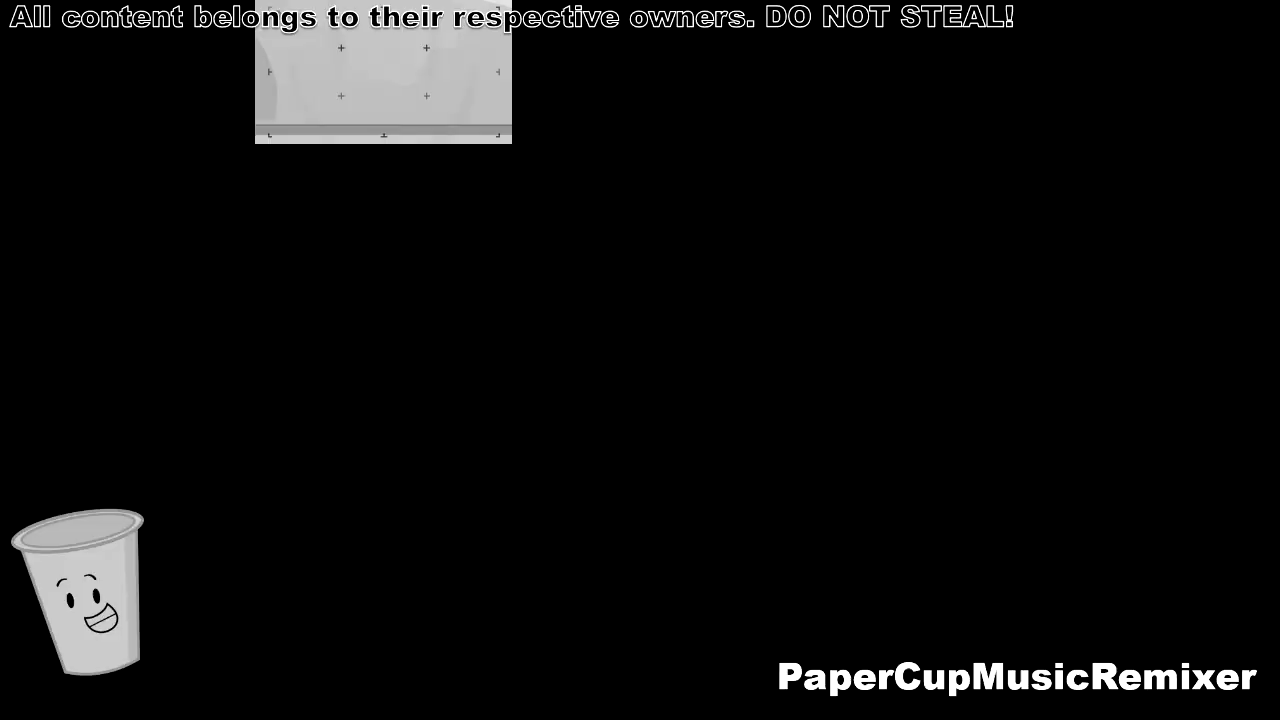 All content belongs to their respective owners. DO NOT STEAL!
PaperCupMusicRemixer